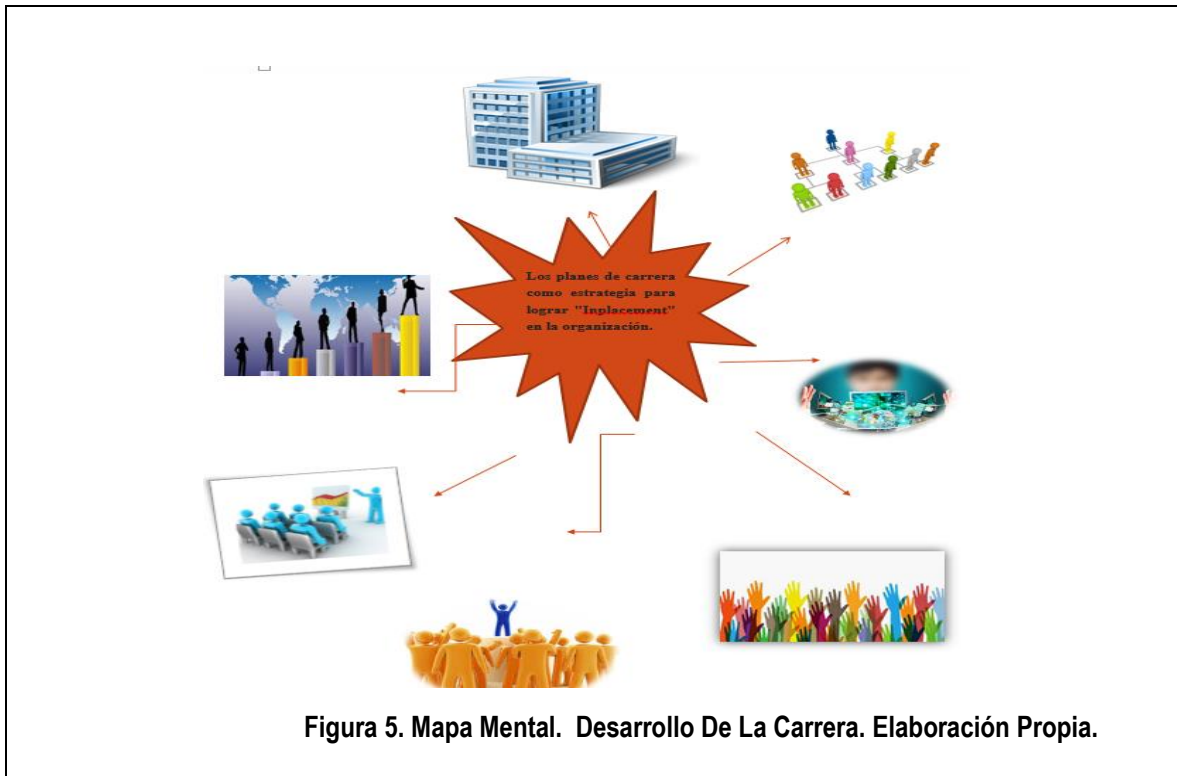 Los planes de carrera
como estrategia para
lograr "Inplacement"
en la organización.
Figura 5. Mapa Mental. Desarrollo De La Carrera. Elaboración Propia.